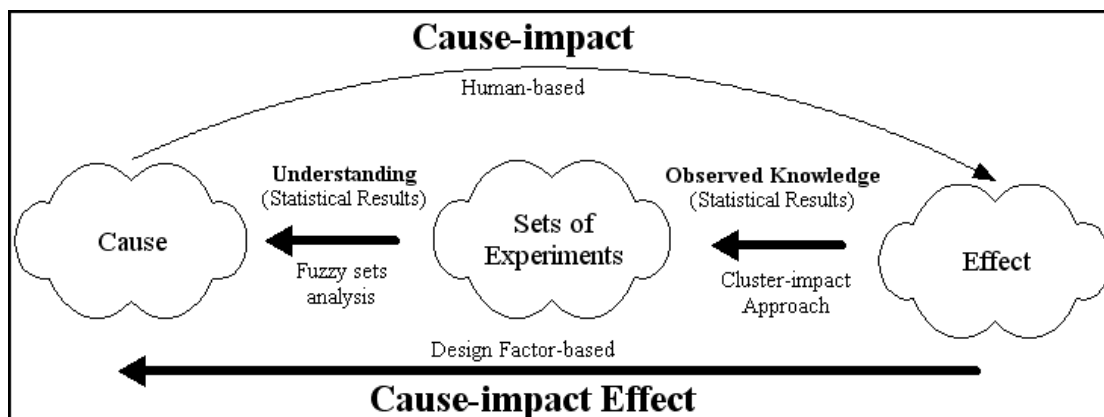 Cause-impact
Human-based
Understanding
(Statistical Results)
Observed Knowledge
(Statistical Results)
Cause
Sets of
Experiments
Effect
Fuzzy sets
analysis
Cluster-impact
Approach
Design Factor-based
Cause-impact Effect